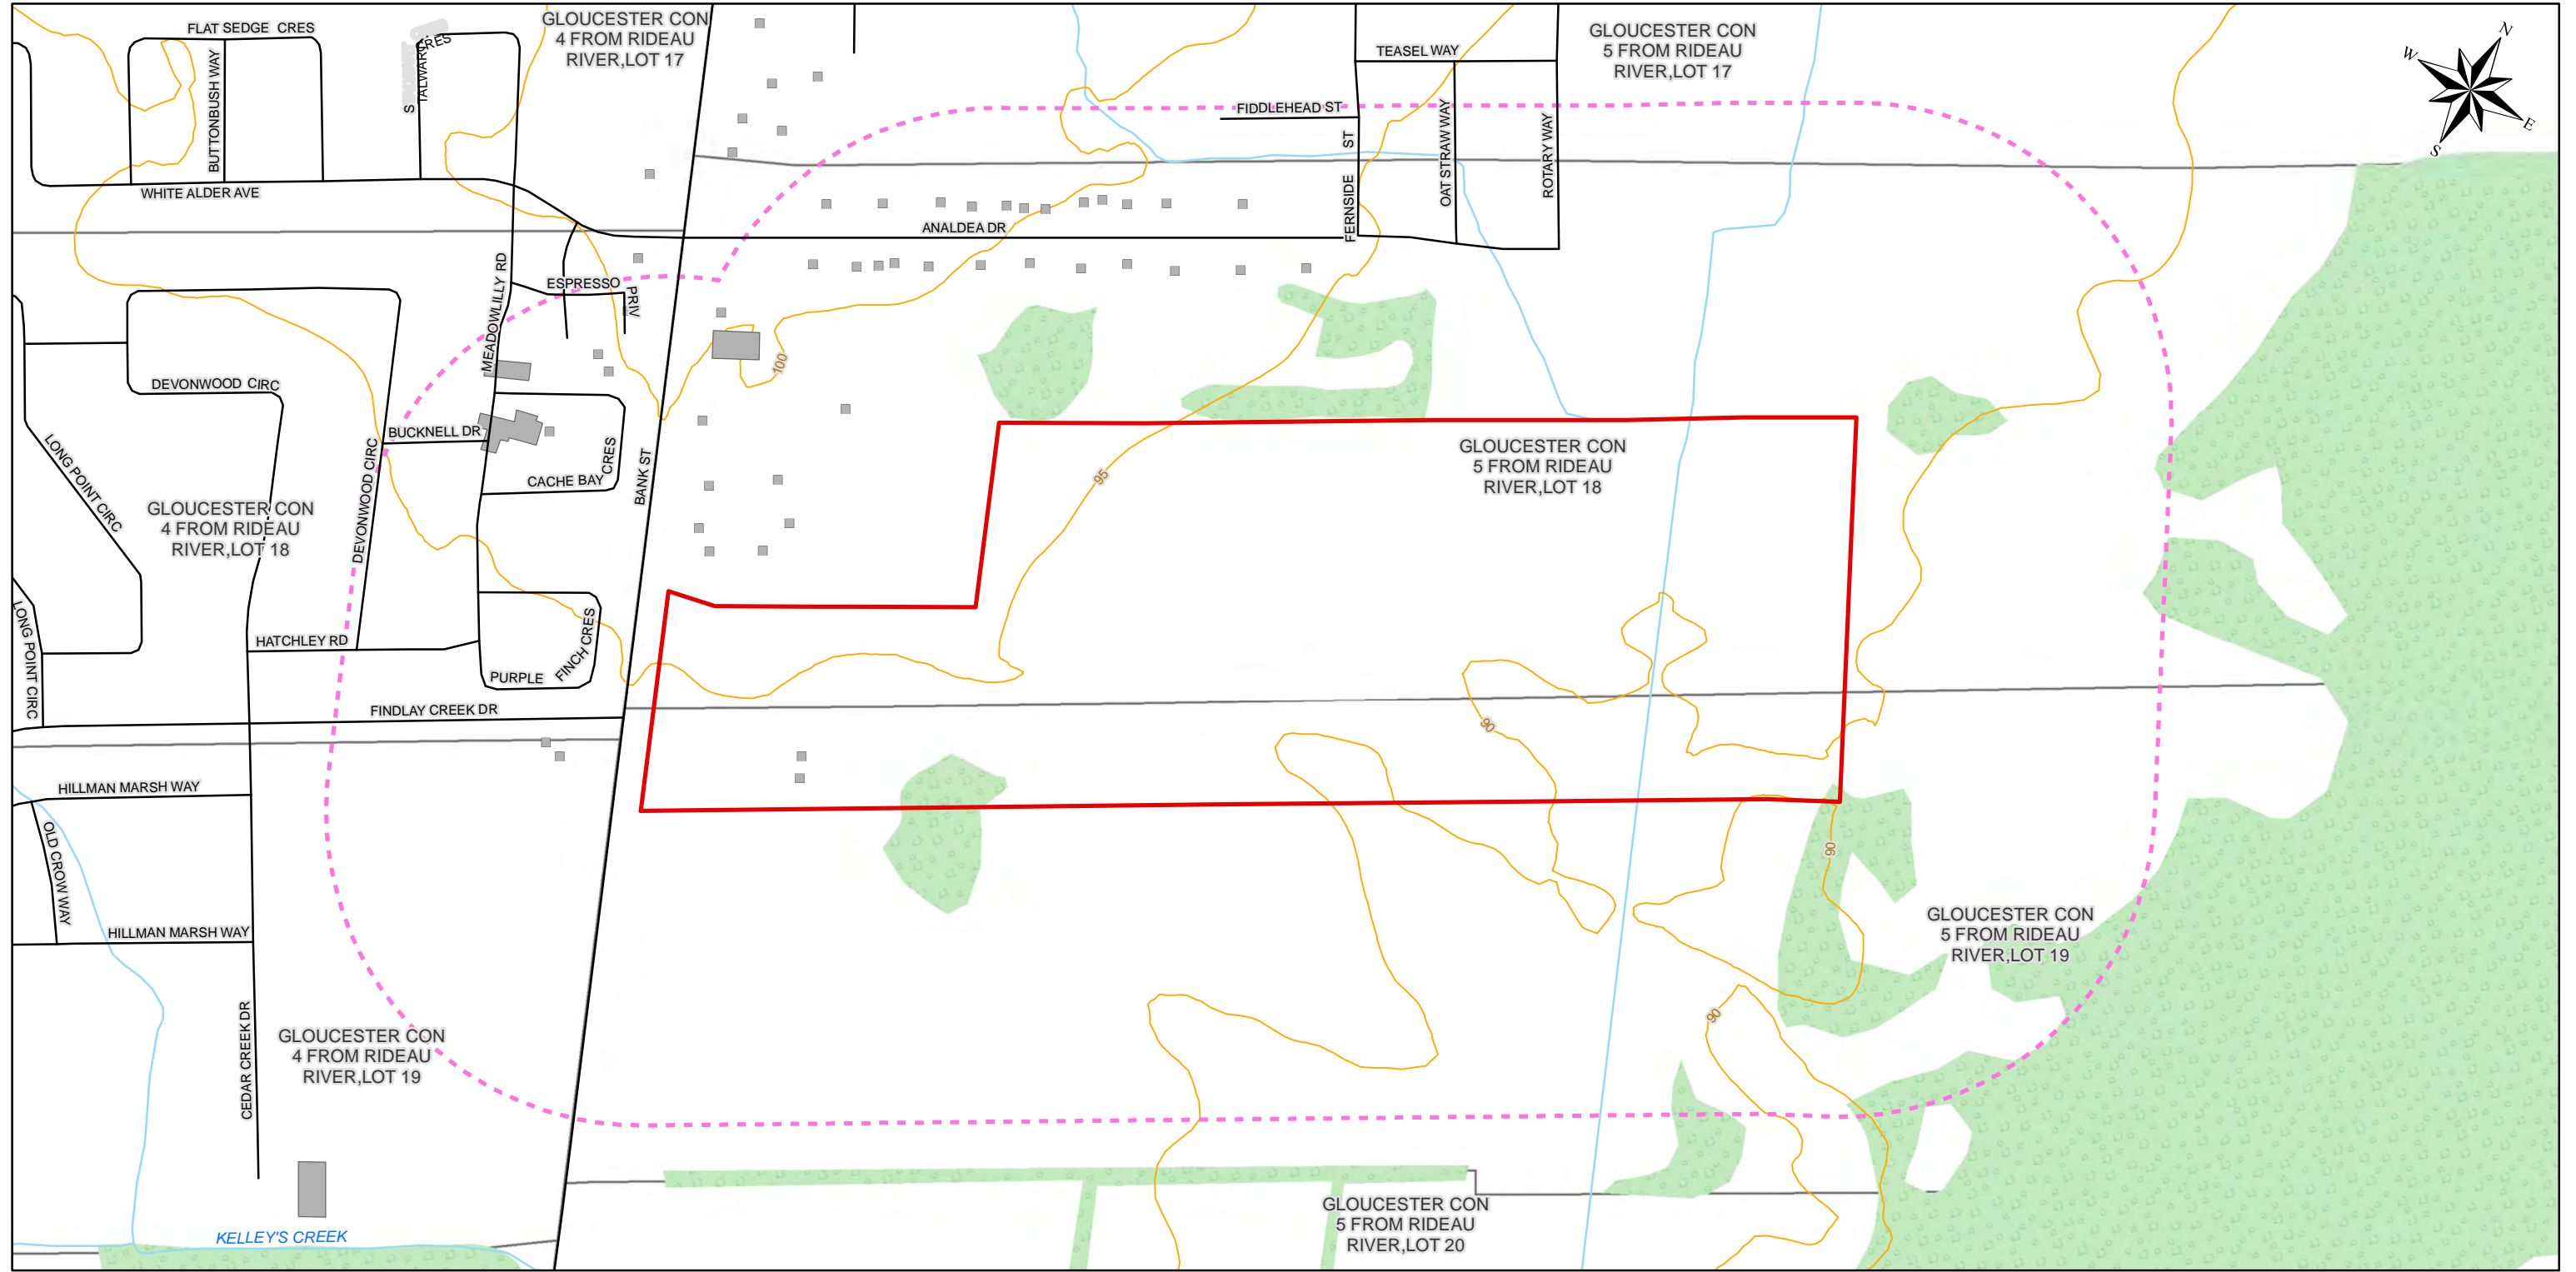 FLAT SEDGE CRES
BUTTONBUSH WAY
STALWART CRES
GLOUCESTER CON
4 FROM RIDEAU
RIVER,LOT 17
TEASEL WAY
GLOUCESTER CON
5 FROM RIDEAU
RIVER,LOT 17
N
W
E
S
FIDDLEHEAD ST
FERNSIDE ST
OAT STRAW WAY
ROTARY WAY
WHITE ALDER AVE
ANALDEA DR
MEADOWLILLY RD
ESPRESSO
PRIV
100
DEVONWOOD CIRC
BUCKNELL DR
LONG POINT CIRC
DEVONWOOD CIRC
CACHE BAY
CRES
BANK ST
95
GLOUCESTER CON
5 FROM RIDEAU
RIVER,LOT 18
GLOUCESTER CON
4 FROM RIDEAU
RIVER,LOT 18
LONG POINT CIRC
HATCHLEY RD
PURPLE
FINCH CRES
FINDLAY CREEK DR
90
HILLMAN MARSH WAY
OLD CROW WAY
90
HILLMAN MARSH WAY
GLOUCESTER CON
5 FROM RIDEAU
RIVER,LOT 19
90
CEDAR CREEK DR
GLOUCESTER CON
4 FROM RIDEAU
RIVER,LOT 19
GLOUCESTER CON
5 FROM RIDEAU
RIVER,LOT 20
KELLEY'S CREEK